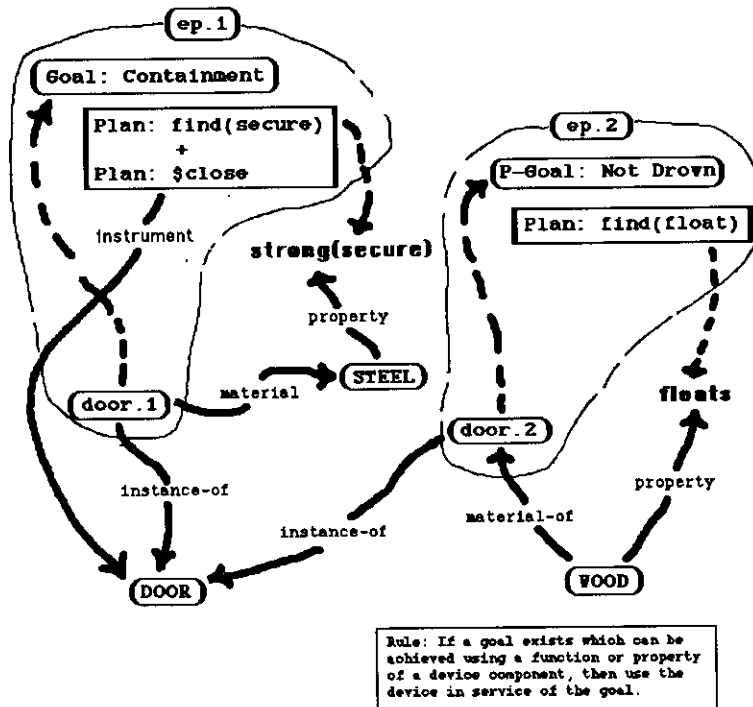 ep.1
Goal: Containment
Plan: find(secure)
+
Plan: $close
instrument
strong(secure)
property
STEEL
material
door.1
instance-of
DOOR
ep.2
P-Goal: Not Drown
Plan: find(float)
floats
door.2
property
material-of
instance-of
WOOD
Rule: If a goal exists which can be
achieved using a function or property
of a device component, then use the
device in service of the goal.